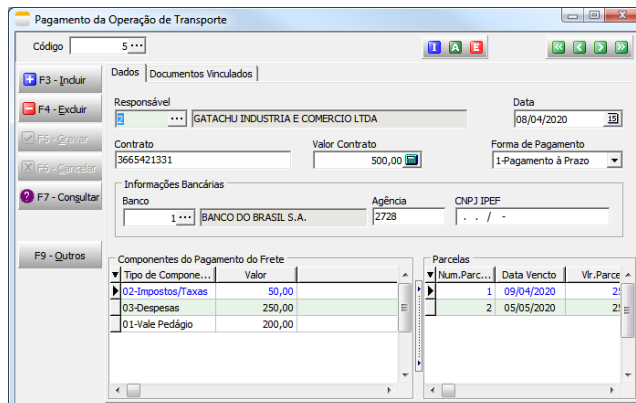 Pagamento da Operação de Transporte
Código 5 ...
I A E
F3 - Incluir
F4 - Excluir
F5 - Gravar
F6 - Cancelar
F7 - Consultar
F9 - Outros
Dados Documentos Vinculados
Responsável Data
2 ... GATACHU INDUSTRIA E COMERCIO LTDA 08/04/2020 15
Contrato Valor Contrato Forma de Pagamento
3665421331 500,00 1-Pagamento à Prazo
Informações Bancárias
Banco Agência CNPJ IPEF
1 ... BANCO DO BRASIL S.A. 2728 . . / -
Componentes do Pagamento do Frete
Tipo de Compone... Valor
02-Impostos/Taxas 50,00
03-Despesas 250,00
01-Vale Pedágio 200,00
Parcelas
Num.Parc... Data Vencto Vlr.Parce
1 09/04/2020 25
2 05/05/2020 25